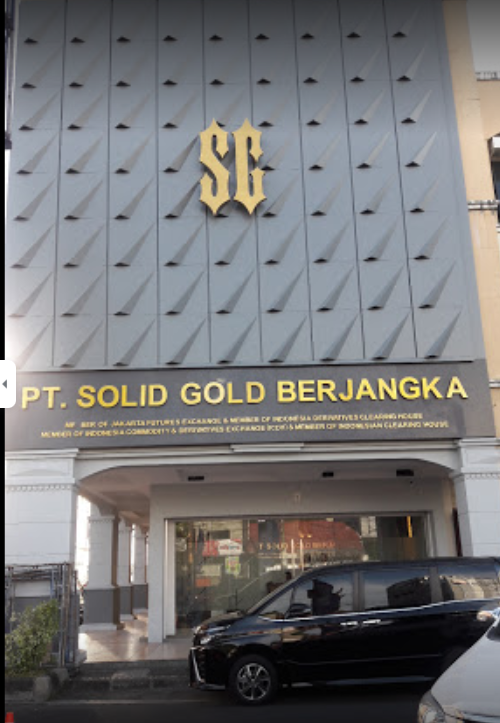 SG
PT. SOLID GOLD BERJANGKA
OF JAKARTA FUTURES EXCHANGE & MEMBER OF INDONESIA DERIVATIVES CLEARING HOUSE
MEMBER OF INDONESIA COMMODITY & DERIVATIVES EXCHANGE (ICDX) & MEMBER OF INDONESIAN CLEARING HOUSE